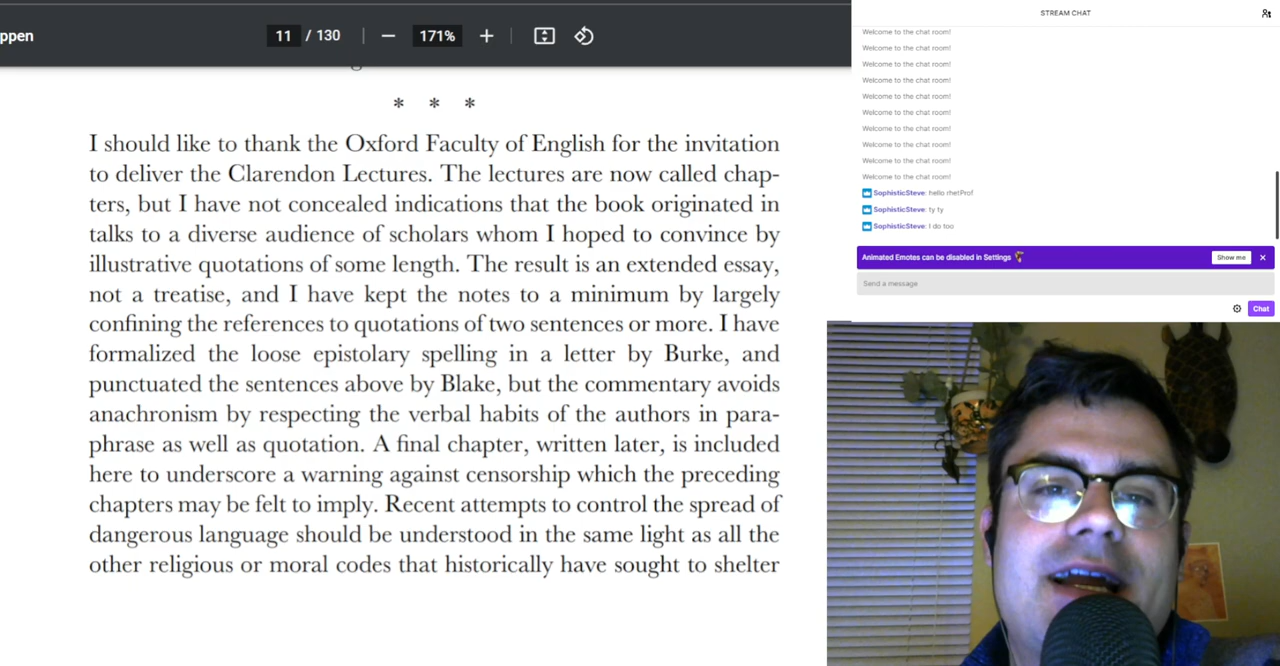 ppen
11 / 130
171%
* * *
I should like to thank the Oxford Faculty of English for the invitation
to deliver the Clarendon Lectures. The lectures are now called chap-
ters, but I have not concealed indications that the book originated in
talks to a diverse audience of scholars whom I hoped to convince by
illustrative quotations of some length. The result is an extended essay,
not a treatise, and I have kept the notes to a minimum by largely
confining the references to quotations of two sentences or more. I have
formalized the loose epistolary spelling in a letter by Burke, and
punctuated the sentences above by Blake, but the commentary avoids
anachronism by respecting the verbal habits of the authors in para-
phrase as well as quotation. A final chapter, written later, is included
here to underscore a warning against censorship which the preceding
chapters may be felt to imply. Recent attempts to control the spread of
dangerous language should be understood in the same light as all the
other religious or moral codes that historically have sought to shelter
STREAM CHAT
Welcome to the chat room!
Welcome to the chat room!
Welcome to the chat room!
Welcome to the chat room!
Welcome to the chat room!
Welcome to the chat room!
Welcome to the chat room!
Welcome to the chat room!
Welcome to the chat room!
Welcome to the chat room!
SophisticSteve: hello rhetProf
SophisticSteve: ty ty
SophisticSteve: I do too
Animated Emotes can be disabled in Settings
Show me
Send a message
Chat